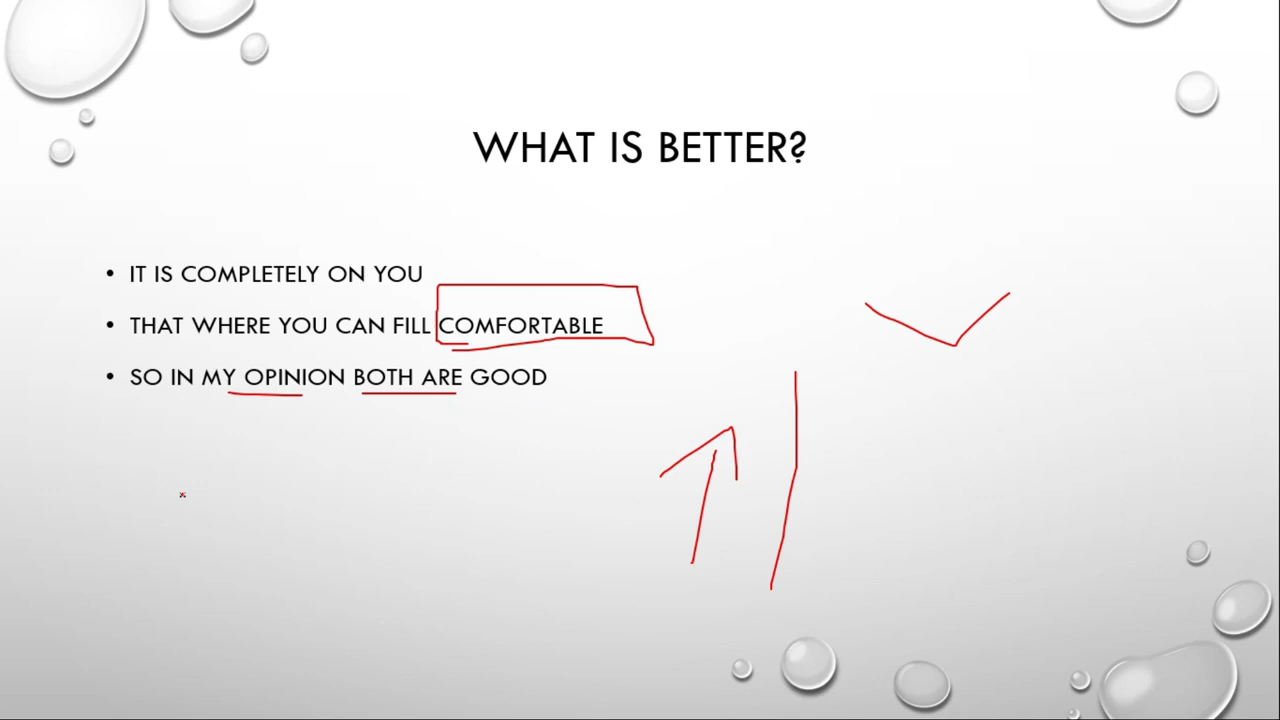 WHAT IS BETTER?
• IT IS COMPLETELY ON YOU
• THAT WHERE YOU CAN FILL COMFORTABLE
• SO IN MY OPINION BOTH ARE GOOD